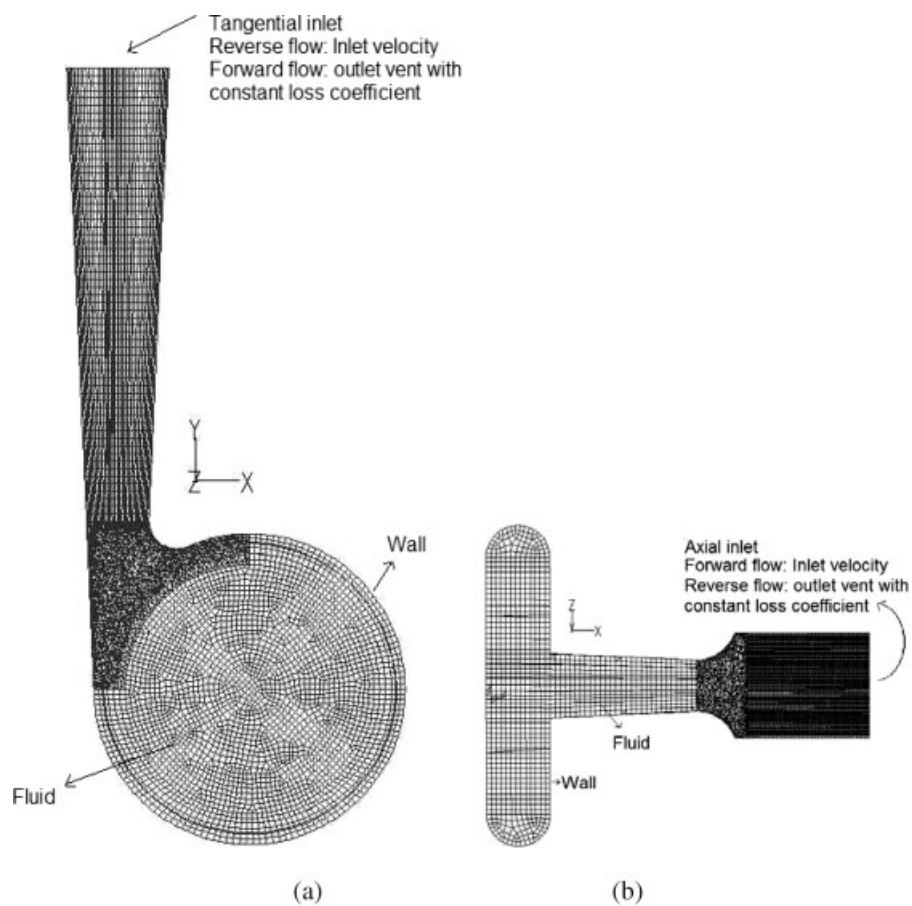 Tangential inlet
Reverse flow: Inlet velocity
Forward flow: outlet vent with
constant loss coefficient
Y
Z X
Wall
Fluid
Axial inlet
Forward flow: Inlet velocity
Reverse flow: outlet vent with
constant loss coefficient
Z
X
Fluid
Wall
(a)
(b)